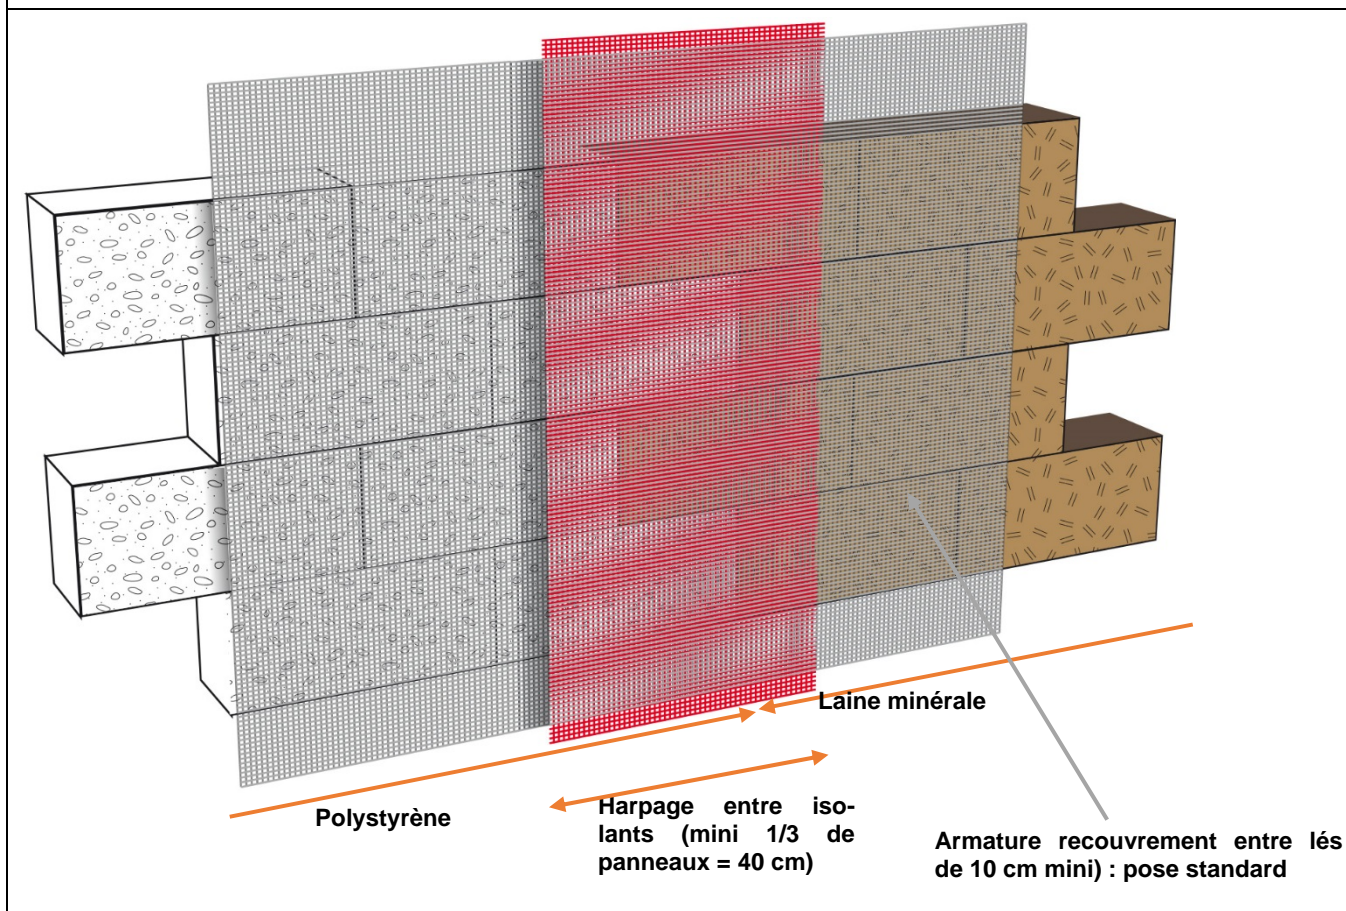 Laine minérale
Polystyrène
Harpage entre iso-
lants (mini 1/3 de
panneaux = 40 cm)
Armature recouvrement entre lés
de 10 cm mini) : pose standard